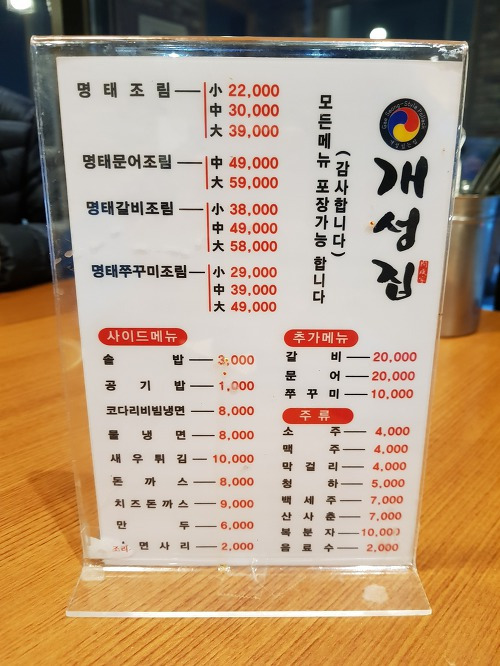 명태조림 小 22,000
中 30,000
大 39,000
명태문어조림 中 49,000
大 59,000
명태갈비조림 小 38,000
中 49,000
大 58,000
명태쭈꾸미조림 小 29,000
中 39,000
大 49,000
모든메뉴 포장가능 합니다
(감사합니다)
개성집
사이드메뉴
솥밥 3,000
공기밥 1,000
코다리비빔냉면 8,000
물냉면 8,000
새우튀김 10,000
돈까스 8,000
치즈돈까스 9,000
만두 6,000
면사리 2,000
추가메뉴
갈비 20,000
문어 20,000
쭈꾸미 10,000
주류
소주 4,000
맥주 4,000
막걸리 4,000
청하 5,000
백세주 7,000
산사춘 7,000
복분자 10,000
음료수 2,000